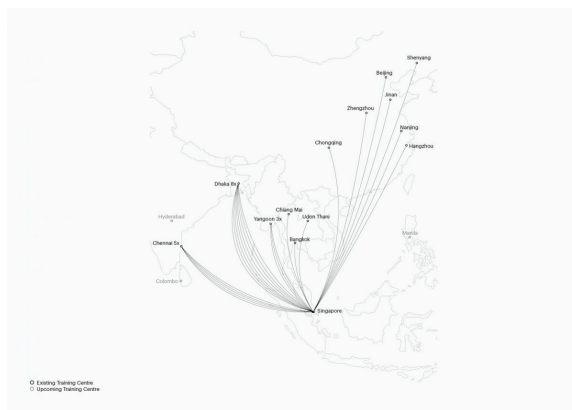 Shenyang
Beijing
Jinan
Zhengzhou
Nanjing
Hangzhou
Chongqing
Dhaka 8x
Chiang Mai
Hyderabad
Yangoon 3x
Udon Thani
Manila
Bangkok
Chennai 5x
Colombo
Singapore
Existing Training Centre
Upcoming Training Centre